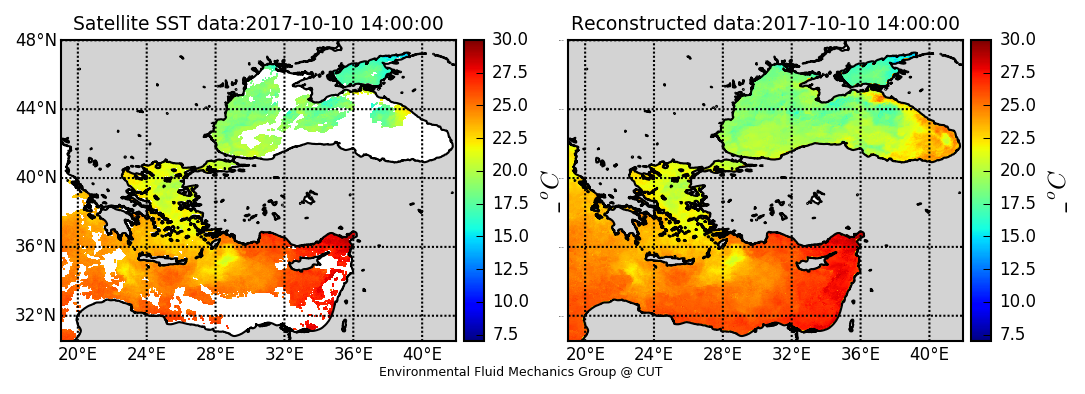 Satellite SST data:2017-10-10 14:00:00
48°N
44°N
40°N
36°N
32°N
20°E 24°E 28°E 32°E 36°E 40°E
30.0
27.5
25.0
22.5
20.0
17.5
15.0
12.5
10.0
7.5
°C
Reconstructed data:2017-10-10 14:00:00
20°E 24°E 28°E 32°E 36°E 40°E
30.0
27.5
25.0
22.5
20.0
17.5
15.0
12.5
10.0
7.5
°C
Environmental Fluid Mechanics Group @ CUT